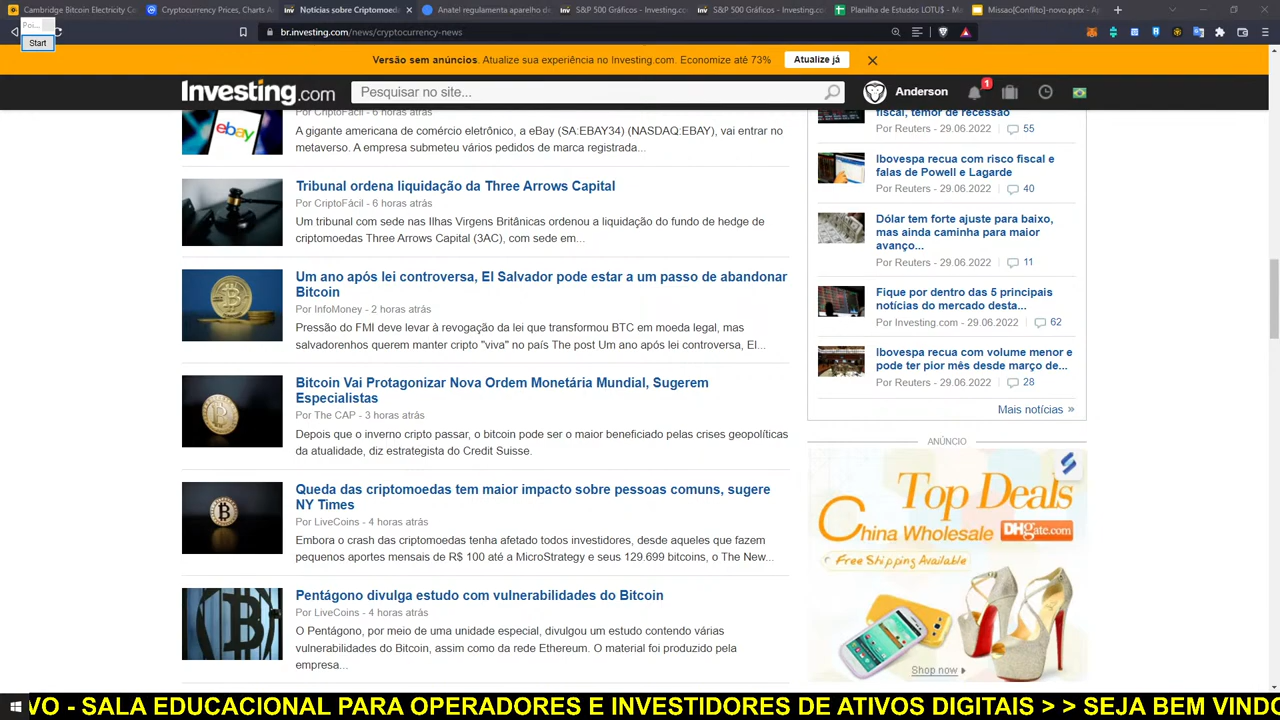 Cambridge Bitcoin Electricity Co
Cryptocurrency Prices, Charts A
Notícias sobre Criptomoeda
Anatel regulamenta aparelho de
S&P 500 Gráficos — Investing.co
S&P 500 Gráficos — Investing.co
Planilha de Estudos LOTUS - M
Missao[Conflito]-novo.pptx - Ap
Poi...
Start
br.investing.com/news/cryptocurrency-news
Versão sem anúncios. Atualize sua experiência no Investing.com. Economize até 73%
Atualize já
Investing.com
Pesquisar no site...
Anderson
1
Por CriptoFácil - 6 horas atrás
A gigante americana de comércio eletrônico, a eBay (SA:EBAY34) (NASDAQ:EBAY), vai entrar no
metaverso. A empresa submeteu vários pedidos de marca registrada...
ebay
Tribunal ordena liquidação da Three Arrows Capital
Por CriptoFácil - 6 horas atrás
Um tribunal com sede nas Ilhas Virgens Britânicas ordenou a liquidação do fundo de hedge de
criptomoedas Three Arrows Capital (3AC), com sede em...
Um ano após lei controversa, El Salvador pode estar a um passo de abandonar
Bitcoin
Por InfoMoney - 2 horas atrás
Pressão do FMI deve levar à revogação da lei que transformou BTC em moeda legal, mas
salvadorenhos querem manter cripto "viva" no país The post Um ano após lei controversa, El...
Bitcoin Vai Protagonizar Nova Ordem Monetária Mundial, Sugerem
Especialistas
Por The CAP - 3 horas atrás
Depois que o inverno cripto passar, o bitcoin pode ser o maior beneficiado pelas crises geopolíticas
da atualidade, diz estrategista do Credit Suisse.
Queda das criptomoedas tem maior impacto sobre pessoas comuns, sugere
NY Times
Por LiveCoins - 4 horas atrás
Embora a queda das criptomoedas tenha afetado todos investidores, desde aqueles que fazem
pequenos aportes mensais de R$ 100 até a MicroStrategy e seus 129.699 bitcoins, o The New...
Pentágono divulga estudo com vulnerabilidades do Bitcoin
Por LiveCoins - 4 horas atrás
O Pentágono, por meio de uma unidade especial, divulgou um estudo contendo várias
vulnerabilidades do Bitcoin, assim como da rede Ethereum. O material foi produzido pela
empresa...
fiscal, temor de recessão
Por Reuters - 29.06.2022
55
Ibovespa recua com risco fiscal e
falas de Powell e Lagarde
Por Reuters - 29.06.2022
40
Dólar tem forte ajuste para baixo,
mas ainda caminha para maior
avanço...
Por Reuters - 29.06.2022
11
Fique por dentro das 5 principais
notícias do mercado desta...
Por Investing.com - 29.06.2022
62
Ibovespa recua com volume menor e
pode ter pior mês desde março de...
Por Reuters - 29.06.2022
28
Mais notícias »
ANÚNCIO
Top Deals
China Wholesale DHgate.com
Free Shipping Available
Shop now
VO - SALA EDUCACIONAL PARA OPERADORES E INVESTIDORES DE ATIVOS DIGITAIS > > SEJA BEM VINDO